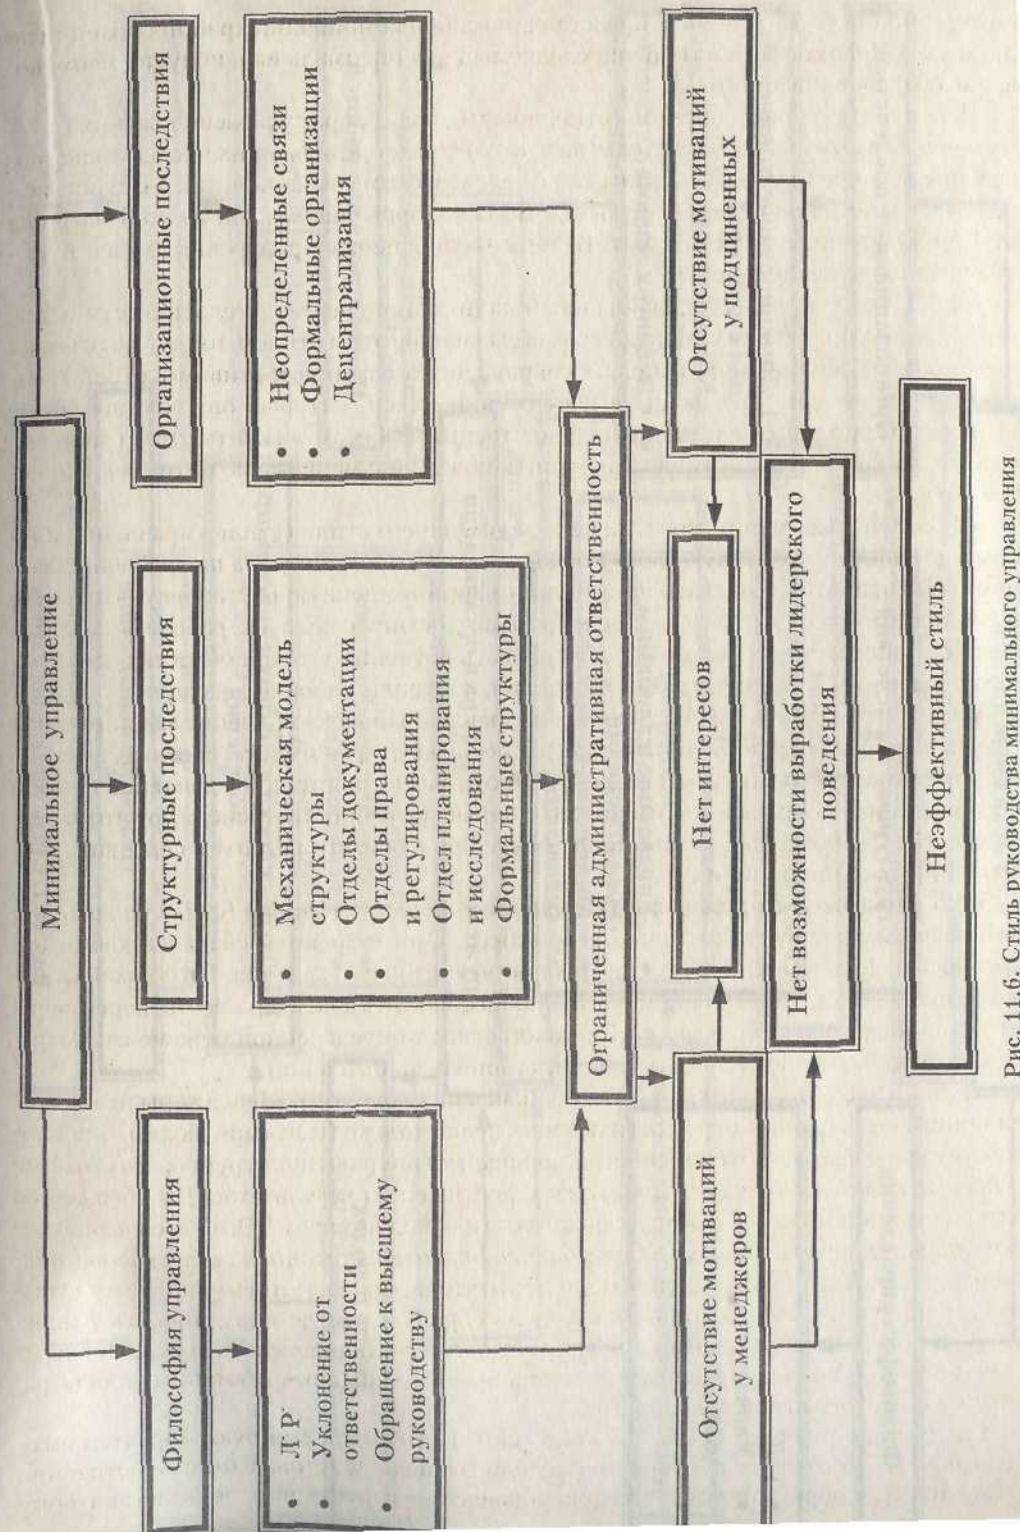 Минимальное управление
Философия управления
Структурные последствия
Организационные последствия
• Л Р
• Уклонение от
ответственности
• Обращение к высшему
руководству
• Механическая модель
структуры
• Отделы документации
• Отделы права
и регулирования
• Отдел планирования
и исследования
• Формальные структуры
• Неопределенные связи
• Формальные организации
• Децентрализация
Ограниченная административная ответственность
Отсутствие мотиваций
у менеджеров
Нет интересов
Отсутствие мотиваций
у подчиненных
Нет возможности выработки лидерского
поведения
Неэффективный стиль
Рис. 11.6. Стиль руководства минимального управления